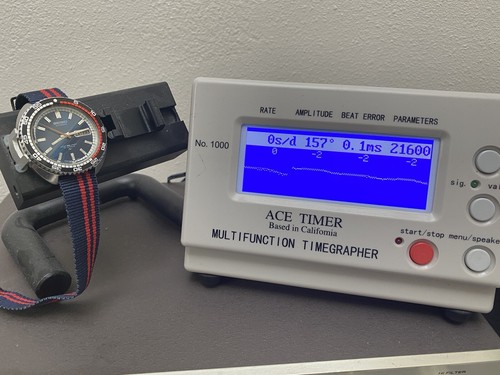 RATE AMPLITUDE BEAT ERROR PARAMETERS
No. 1000
0s/d 157° 0.1ms 21600
0 -2 -2 -2
sig.
ACE TIMER
Based in California
MULTIFUNCTION TIMEGRAPHER
start/stop menu/speake